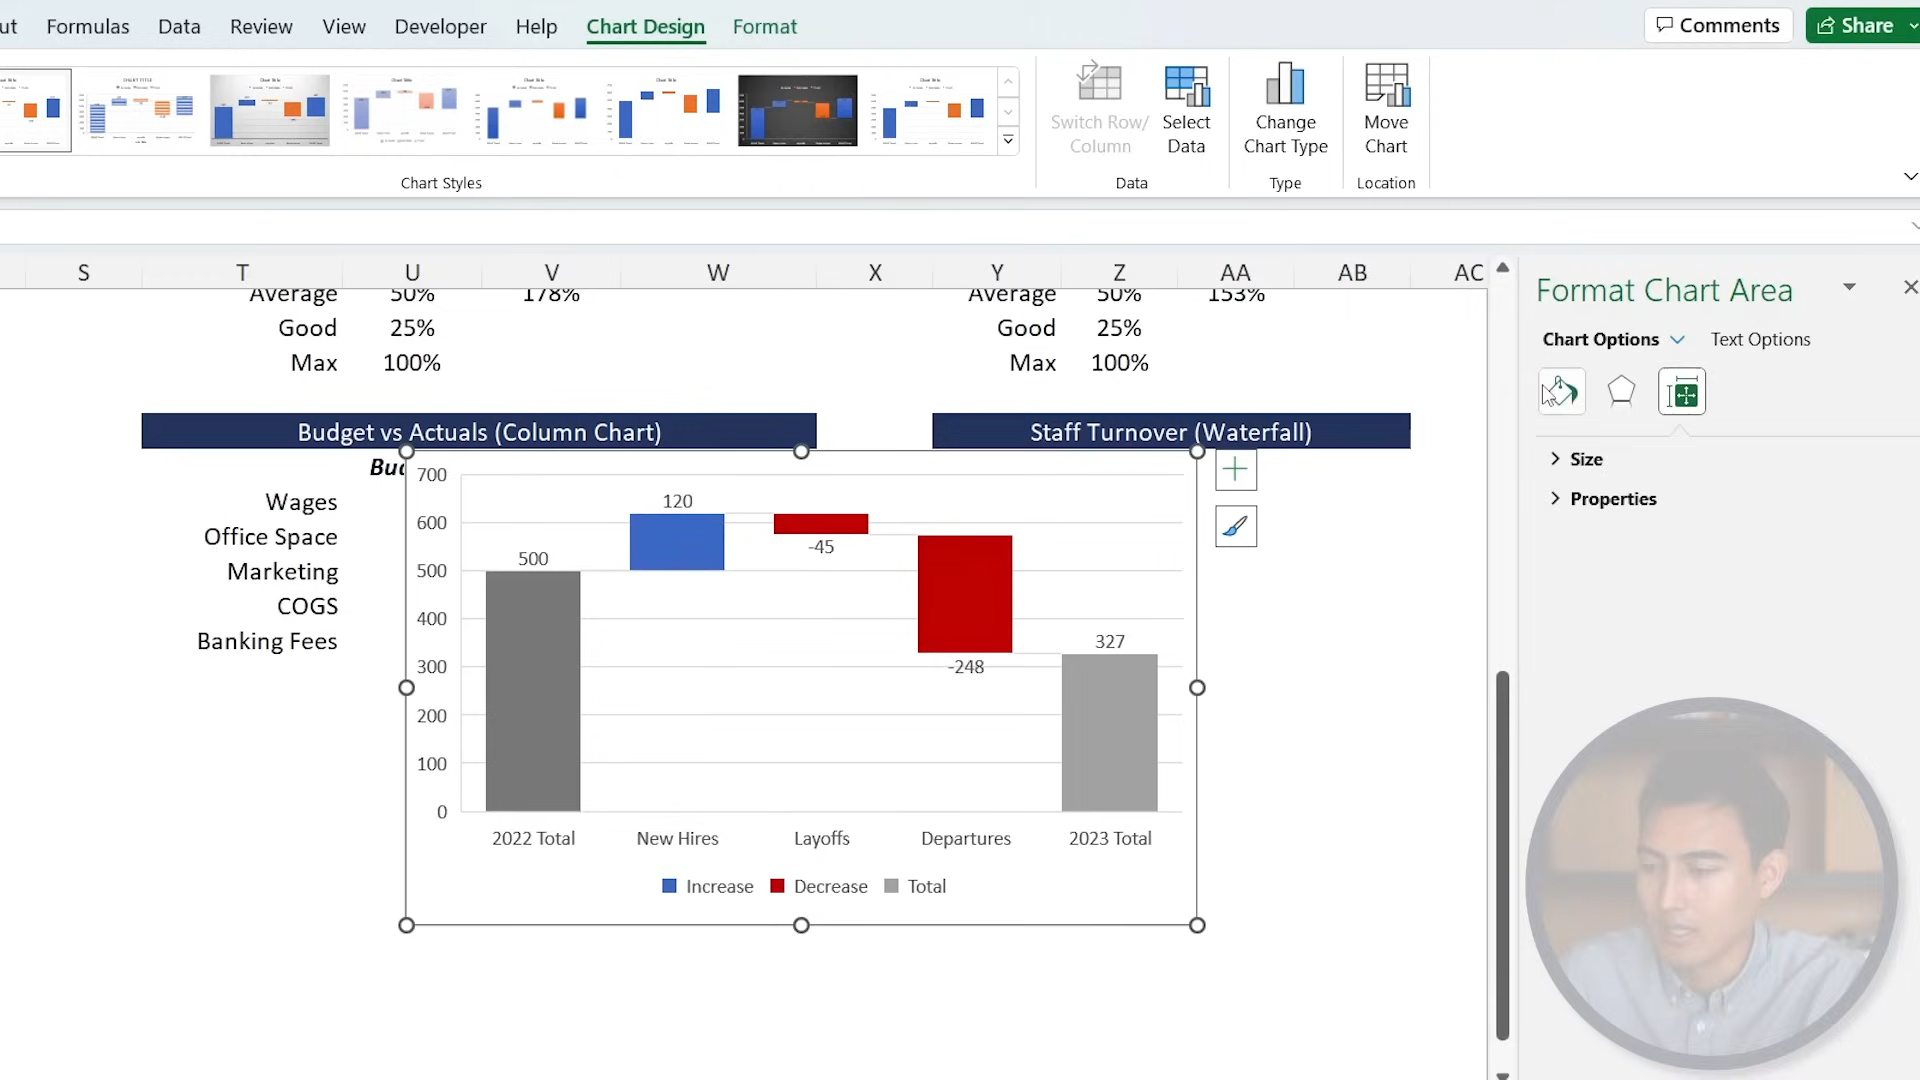 ut Formulas Data Review View Developer Help Chart Design Format Comments Share
Switch Row/
Column
Select
Data
Change
Chart Type
Move
Chart
Chart Styles Data Type Location
S T U V W X Y Z AA AB AC
Average 50% 178% Average 50% 153%
Good 25% Good 25%
Max 100% Max 100%
Budget vs Actuals (Column Chart) Staff Turnover (Waterfall)
Bud
Wages
Office Space
Marketing
COGS
Banking Fees
700
600
500
400
300
200
100
0
500
120
-45
-248
327
2022 Total New Hires Layoffs Departures 2023 Total
Increase Decrease Total
Format Chart Area
Chart Options Text Options
Size
Properties